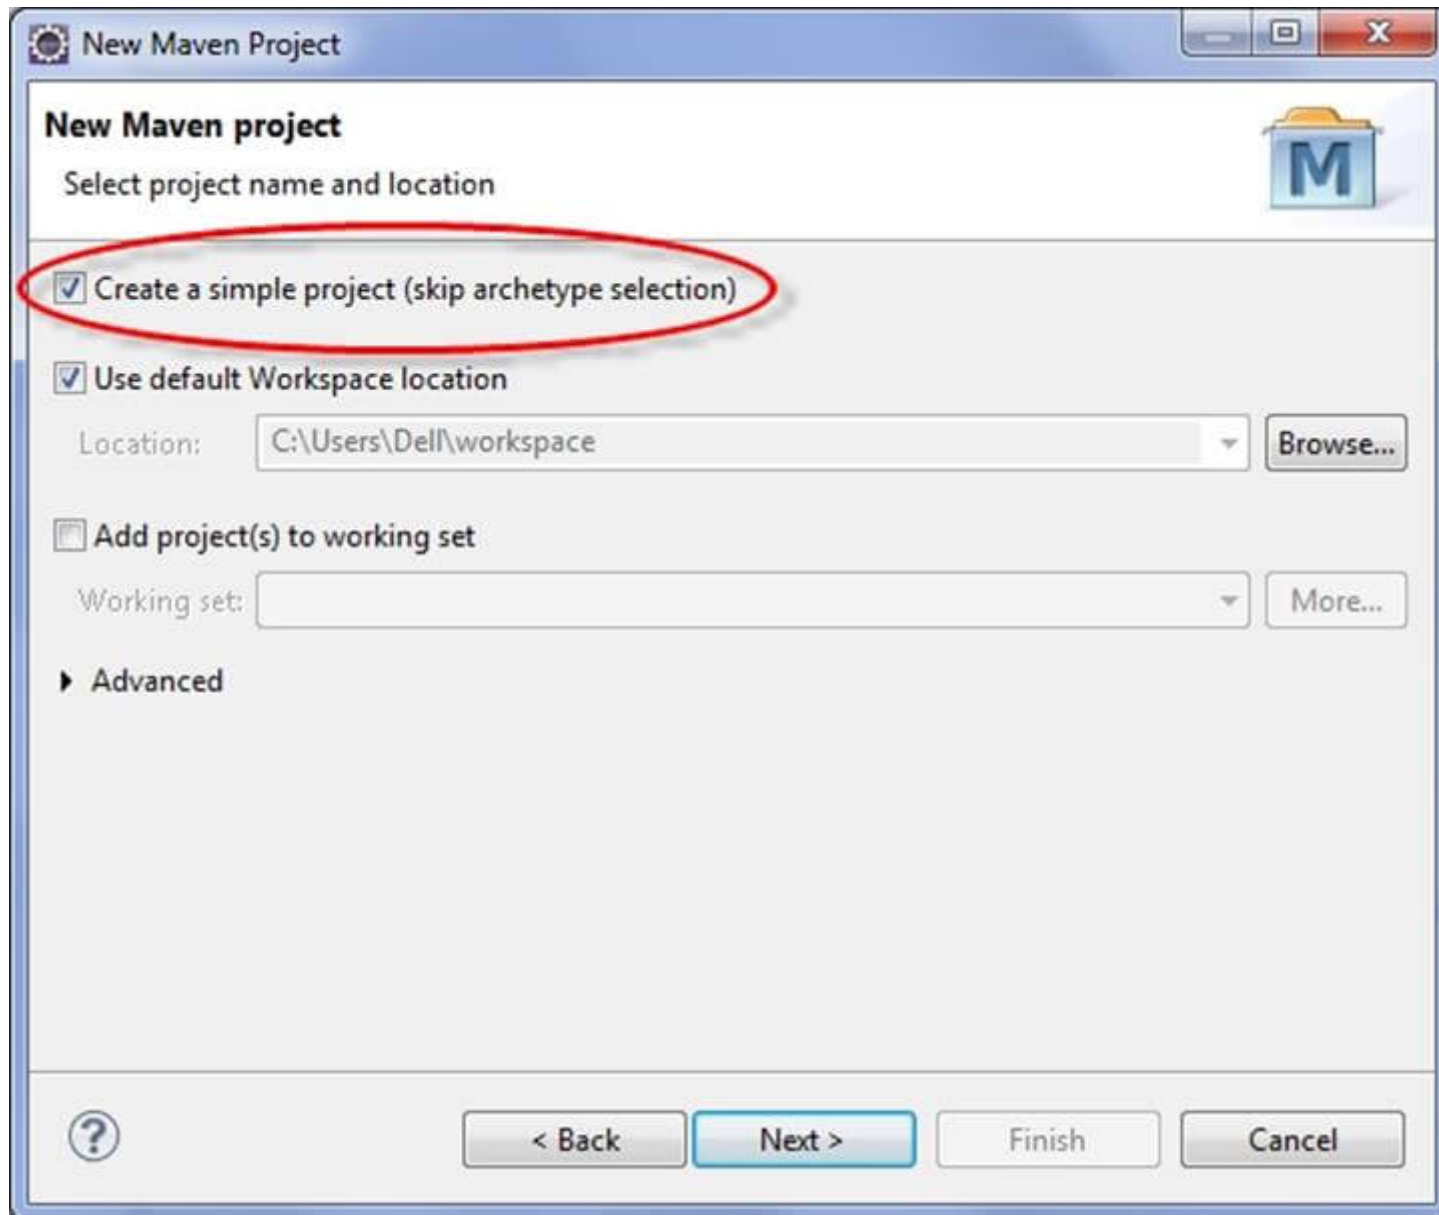 New Maven Project
New Maven project
M
Select project name and location
Create a simple project (skip archetype selection)
Use default Workspace location
Location: C:\Users\Dell\workspace Browse...
Add project(s) to working set
Working set: More...
Advanced
? < Back Next > Finish Cancel